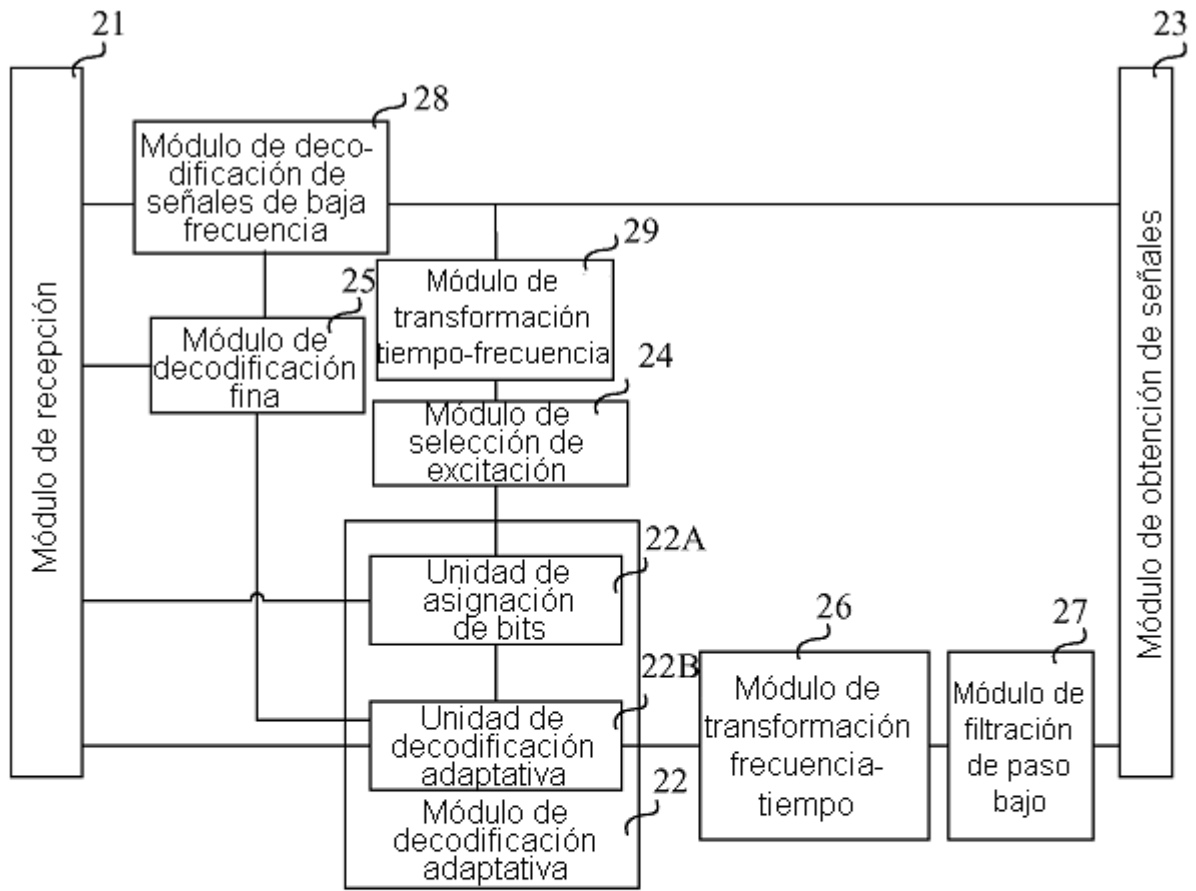 21
23
28
Módulo de deco-
dificación de
señales de baja
frecuencia
29
Módulo de
transformación
tiempo-frecuencia
25
Módulo de
decodificación
fina
24
Módulo de
selección de
excitación
Módulo de recepción
Módulo de obtención de señales
22A
Unidad de
asignación
de bits
22B
Unidad de
decodificación
adaptativa
22
Módulo de
decodificación
adaptativa
26
Módulo de
transformación
frecuencia-
tiempo
27
Módulo de
filtración
de paso
bajo